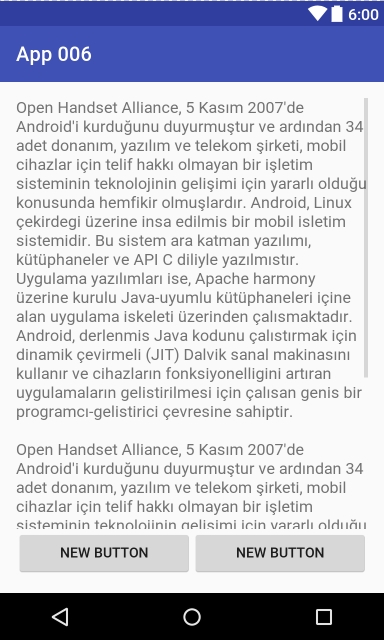 6:00
App 006
Open Handset Alliance, 5 Kasım 2007'de
Android'i kurduğunu duyurmuştur ve ardından 34
adet donanım, yazılım ve telekom şirketi, mobil
cihazlar için telif hakkı olmayan bir işletim
sisteminin teknolojinin gelişimi için yararlı olduğu
konusunda hemfikir olmuşlardır. Android, Linux
çekirdegi üzerine insa edilmis bir mobil isletim
sistemidir. Bu sistem ara katman yazılımı,
kütüphaneler ve API C diliyle yazılmıstır.
Uygulama yazılımları ise, Apache harmony
üzerine kurulu Java-uyumlu kütüphaneleri içine
alan uygulama iskeleti üzerinden çalısmaktadır.
Android, derlenmis Java kodunu çalıstırmak için
dinamik çevirmeli (JIT) Dalvik sanal makinasını
kullanır ve cihazların fonksiyonelligini artıran
uygulamaların gelistirilmesi için çalısan genis bir
programcı-gelistirici çevresine sahiptir.
Open Handset Alliance, 5 Kasım 2007'de
Android'i kurduğunu duyurmuştur ve ardından 34
adet donanım, yazılım ve telekom şirketi, mobil
cihazlar için telif hakkı olmayan bir işletim
sisteminin teknolojinin gelişimi için yararlı olduğu
NEW BUTTON NEW BUTTON